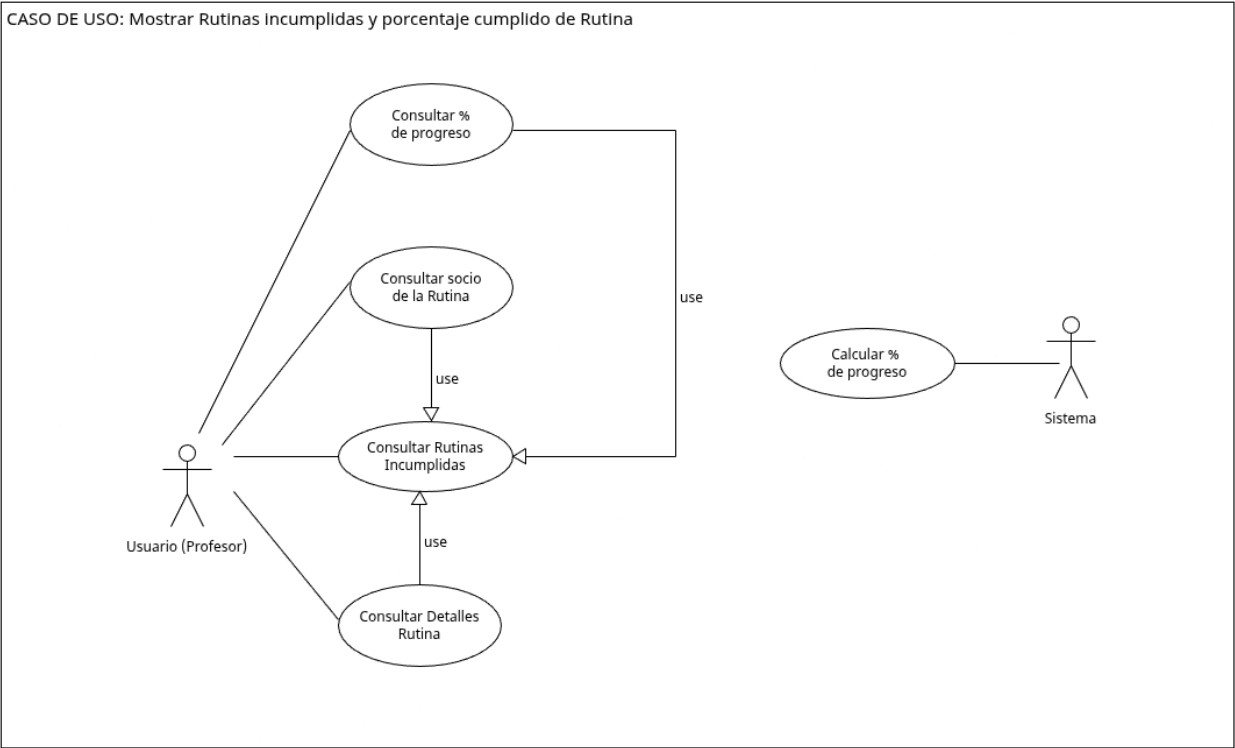 CASO DE USO: Mostrar Rutinas incumplidas y porcentaje cumplido de Rutina
Consultar %
de progreso
Consultar socio
de la Rutina
use
Calcular %
de progreso
Sistema
use
Consultar Rutinas
Incumplidas
Usuario (Profesor)
use
Consultar Detalles
Rutina